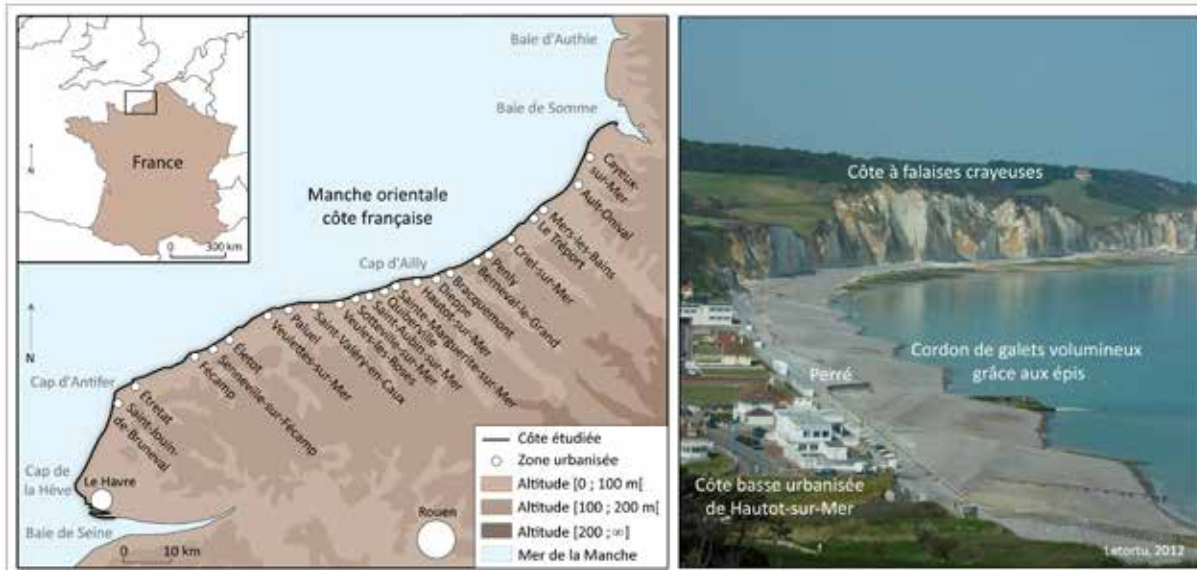 France
N
0 300 km
Baie d'Authie
Baie de Somme
Manche orientale
côte française
Cayeux-
sur-Mer
Ault-Onival
Mers-les-Bains
Le Tréport
Criel-sur-Mer
Penly
Berneval-le-Grand
Bracquemont
Dieppe
Hautot-sur-Mer
Sainte-Marguerite-sur-Mer
Quiberville
Saint-Aubin-sur-Mer
Sotteville-sur-Mer
Veules-les-Roses
Saint-Valéry-en-Caux
Paluel
Veulettes-sur-Mer
Életot
Senneville-sur-Fécamp
Fécamp
Étretat
Saint-Jouin-
de-Bruneval
Cap d'Ailly
N
Cap d'Antifer
Cap de
la Hève
Le Havre
Baie de Seine
0 10 km
Rouen
Côte étudiée
Zone urbanisée
Altitude [0 ; 100 m[
Altitude [100 ; 200 m[
Altitude [200 ; ∞[
Mer de la Manche
Côte à falaises crayeuses
Cordon de galets volumineux
grâce aux épis
Perré
Côte basse urbanisée
de Hautot-sur-Mer
Letortu, 2012